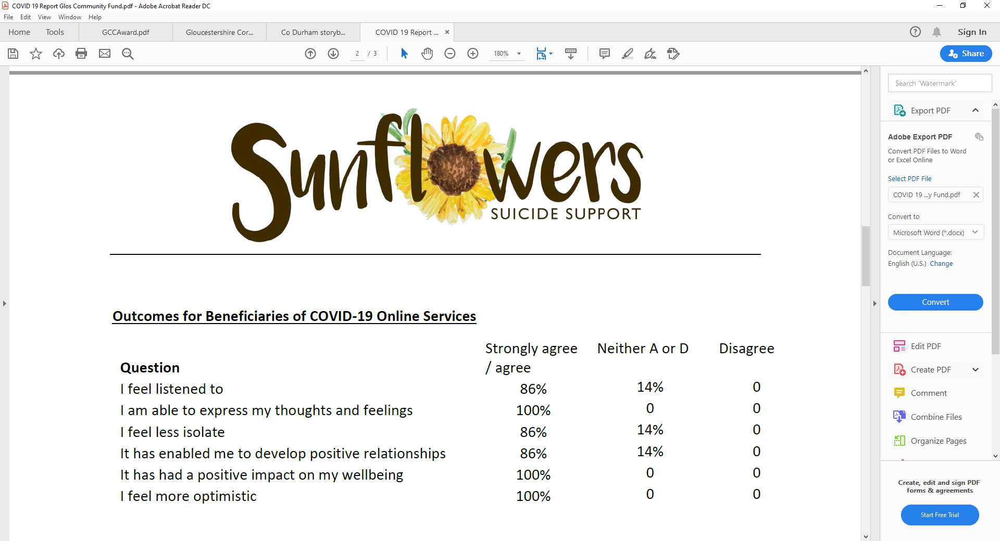 COVID 19 Report Glos Community Fund.pdf - Adobe Acrobat Reader DC
File Edit View Window Help
Home Tools GCCAward.pdf Gloucestershire Cor... Co Durham storyb... COVID 19 Report ... × Sign In
2 / 3 180% Share
Search 'Watermark'
Export PDF
Adobe Export PDF
Convert PDF Files to Word
or Excel Online
Select PDF File
COVID 19 ...y Fund.pdf
Convert to
Microsoft Word (*.docx)
Document Language:
English (U.S.) Change
Convert
Edit PDF
Create PDF
Comment
Combine Files
Organize Pages
Create, edit and sign PDF
forms & agreements
Start Free Trial
Sunflowers
SUICIDE SUPPORT
Outcomes for Beneficiaries of COVID-19 Online Services
Strongly agree Neither A or D Disagree
Question / agree
I feel listened to 86% 14% 0
I am able to express my thoughts and feelings 100% 0 0
I feel less isolate 86% 14% 0
It has enabled me to develop positive relationships 86% 14% 0
It has had a positive impact on my wellbeing 100% 0 0
I feel more optimistic 100% 0 0